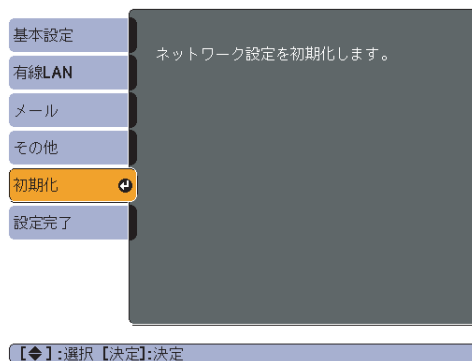 基本設定
有線LAN
メール
その他
初期化
設定完了
ネットワーク設定を初期化します。
[◆]:選択 [決定]:決定